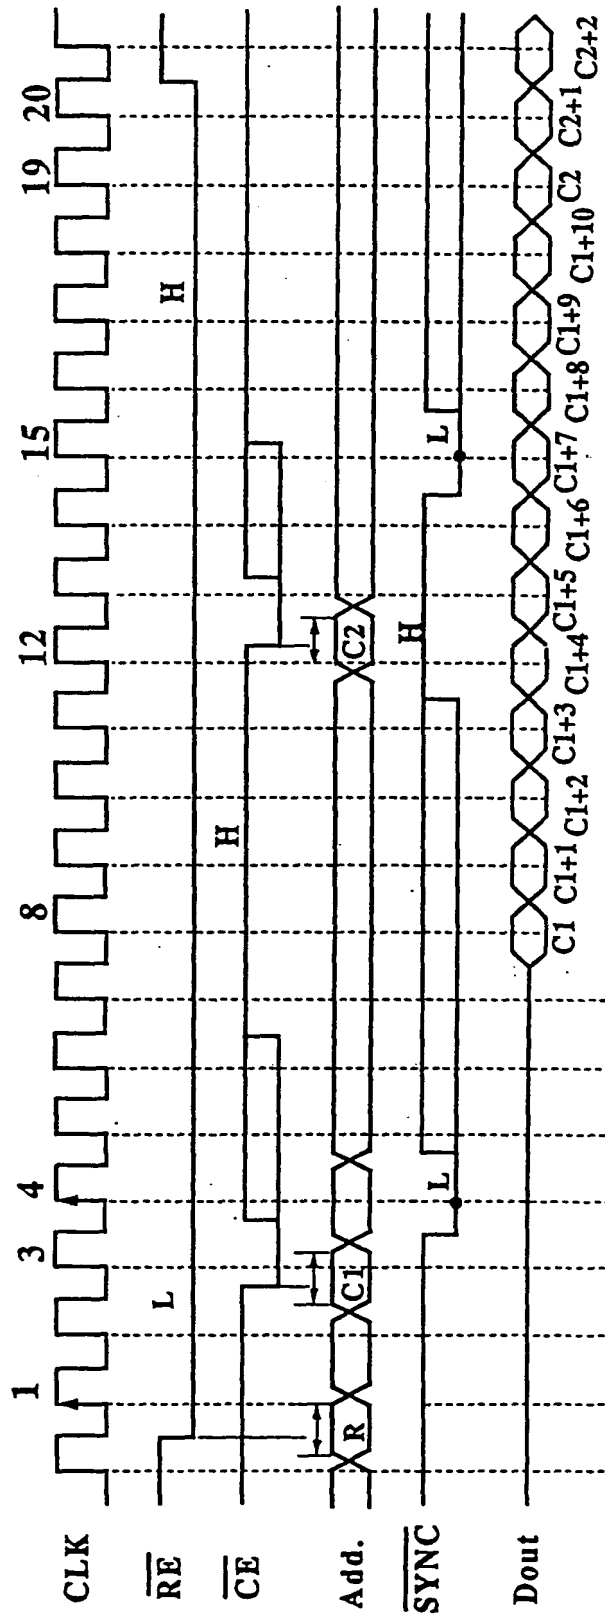 CLK 1 3 4 8 12 15 19 20
RE L H
CE H
Add. R C1 C2
SYNC L H L
Dout C1 C1+1 C1+2 C1+3 C1+4 C1+5 C1+6 C1+7 C1+8 C1+9 C1+10 C2 C2+1 C2+2